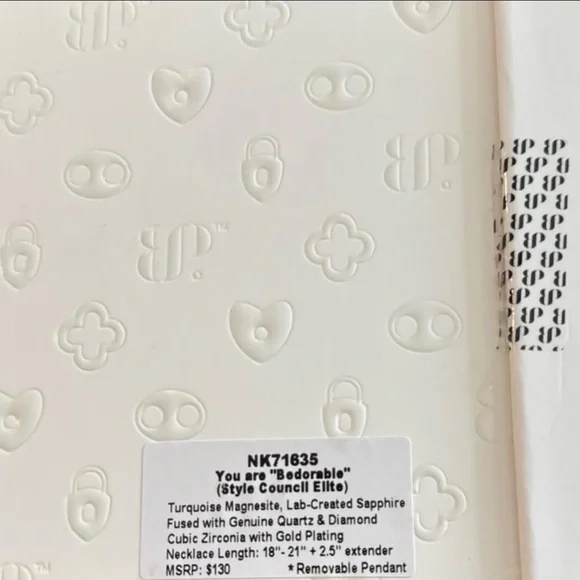 NK71635
You are "Bedorable"
(Style Council Elite)
Turquoise Magnesite, Lab-Created Sapphire
Fused with Genuine Quartz & Diamond
Cubic Zirconia with Gold Plating
Necklace Length: 18"- 21" + 2.5" extender
MSRP: $130 *Removable Pendant